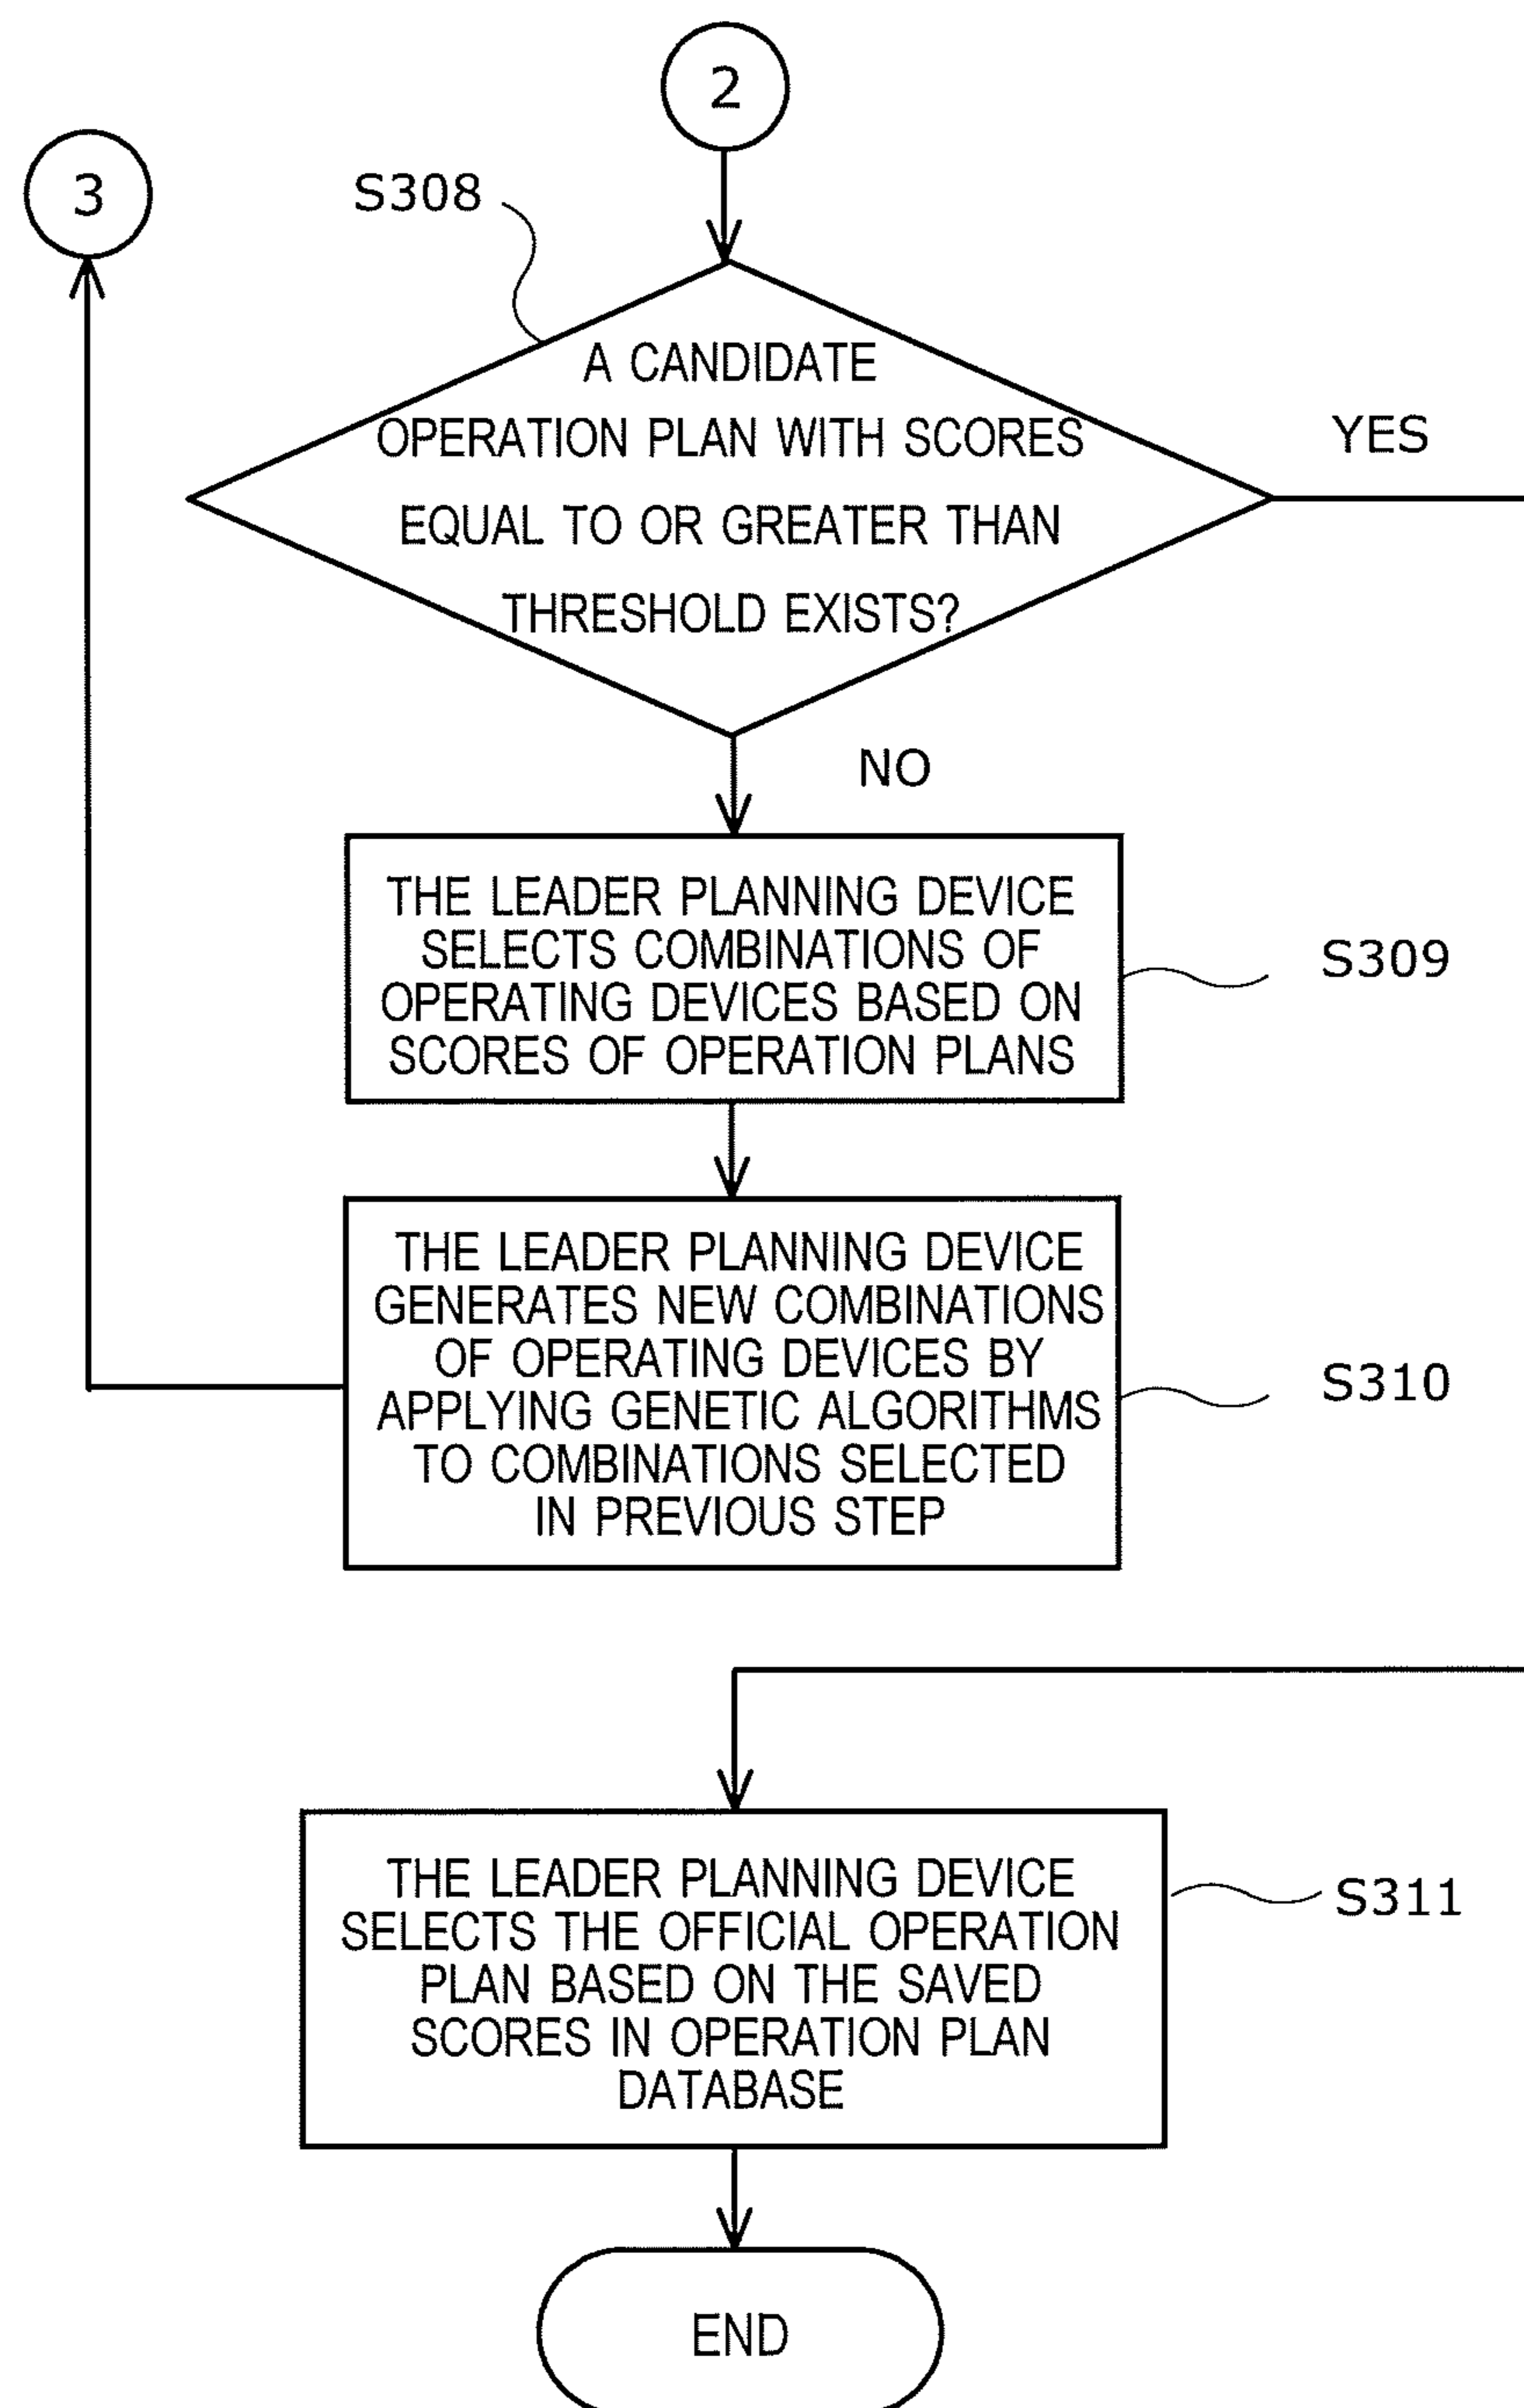 2
3
S308
A CANDIDATE
OPERATION PLAN WITH SCORES
EQUAL TO OR GREATER THAN
THRESHOLD EXISTS?
YES
NO
THE LEADER PLANNING DEVICE
SELECTS COMBINATIONS OF
OPERATING DEVICES BASED ON
SCORES OF OPERATION PLANS
S309
THE LEADER PLANNING DEVICE
GENERATES NEW COMBINATIONS
OF OPERATING DEVICES BY
APPLYING GENETIC ALGORITHMS
TO COMBINATIONS SELECTED
IN PREVIOUS STEP
S310
THE LEADER PLANNING DEVICE
SELECTS THE OFFICIAL OPERATION
PLAN BASED ON THE SAVED
SCORES IN OPERATION PLAN
DATABASE
S311
END